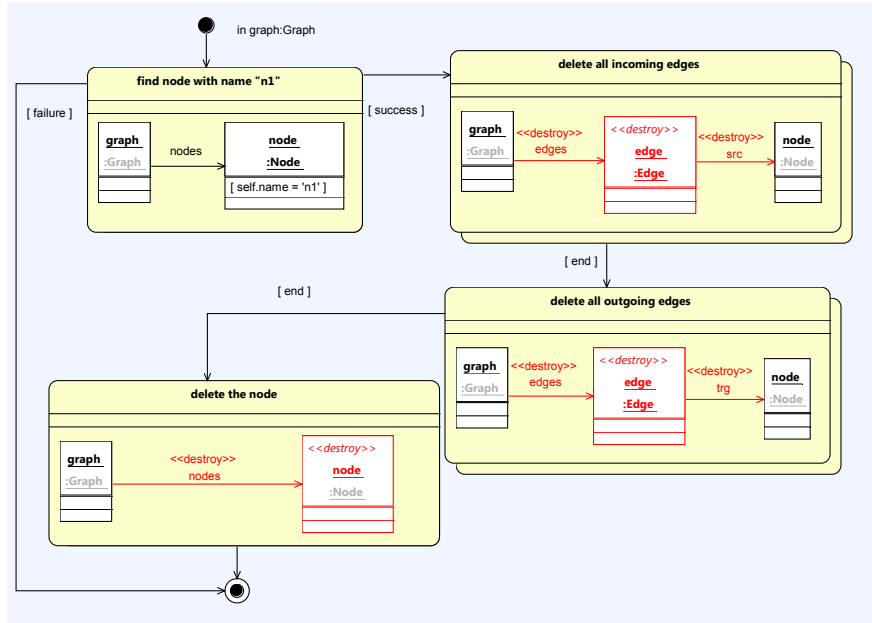 in graph:Graph
find node with name "n1"
[ failure ]
[ success ]
graph
:Graph
nodes
node
:Node
[ self.name = 'n1' ]
delete all incoming edges
graph
:Graph
<<destroy>>
edges
<<destroy>>
edge
:Edge
<<destroy>>
src
node
:Node
[ end ]
delete all outgoing edges
graph
:Graph
<<destroy>>
edges
<<destroy>>
edge
:Edge
<<destroy>>
trg
node
:Node
[ end ]
delete the node
graph
:Graph
<<destroy>>
nodes
<<destroy>>
node
:Node